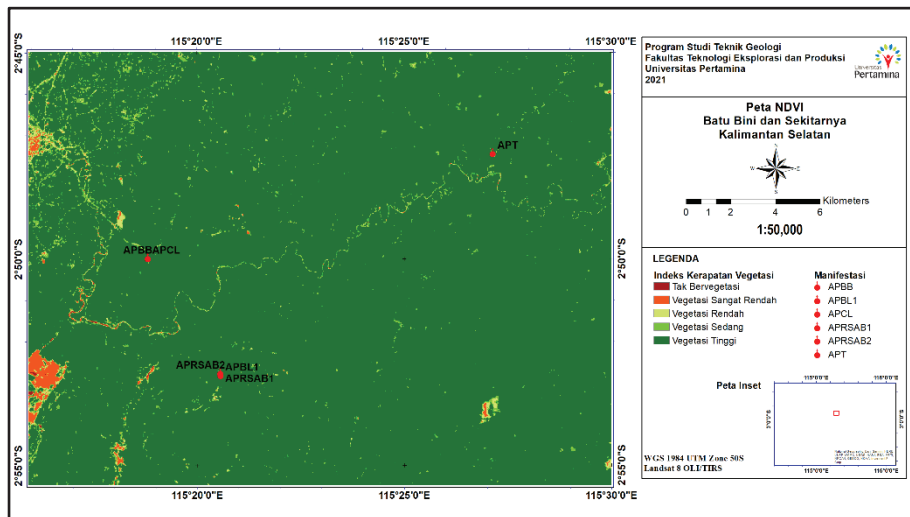 115°20'0"E
115°25'0"E
115°30'0"E
2°45'0"S
2°50'0"S
2°55'0"S
APT
APBBAPCL
APRSAB2
APBL1
APRSAB1
2°45'0"S
2°50'0"S
2°55'0"S
115°20'0"E
115°25'0"E
115°30'0"E
Program Studi Teknik Geologi
Fakultas Teknologi Eksplorasi dan Produksi
Universitas Pertamina
2021
Universitas
Pertamina
Peta NDVI
Batu Bini dan Sekitarnya
Kalimantan Selatan
N
W
E
S
Kilometers
0 1 2 4 6
1:50,000
LEGENDA
Indeks Kerapatan Vegetasi
Tak Bervegetasi
Vegetasi Sangat Rendah
Vegetasi Rendah
Vegetasi Sedang
Vegetasi Tinggi
Manifestasi
APBB
APBL1
APCL
APRSAB1
APRSAB2
APT
Peta Inset
WGS 1984 UTM Zone 50S
Landsat 8 OLI/TIRS